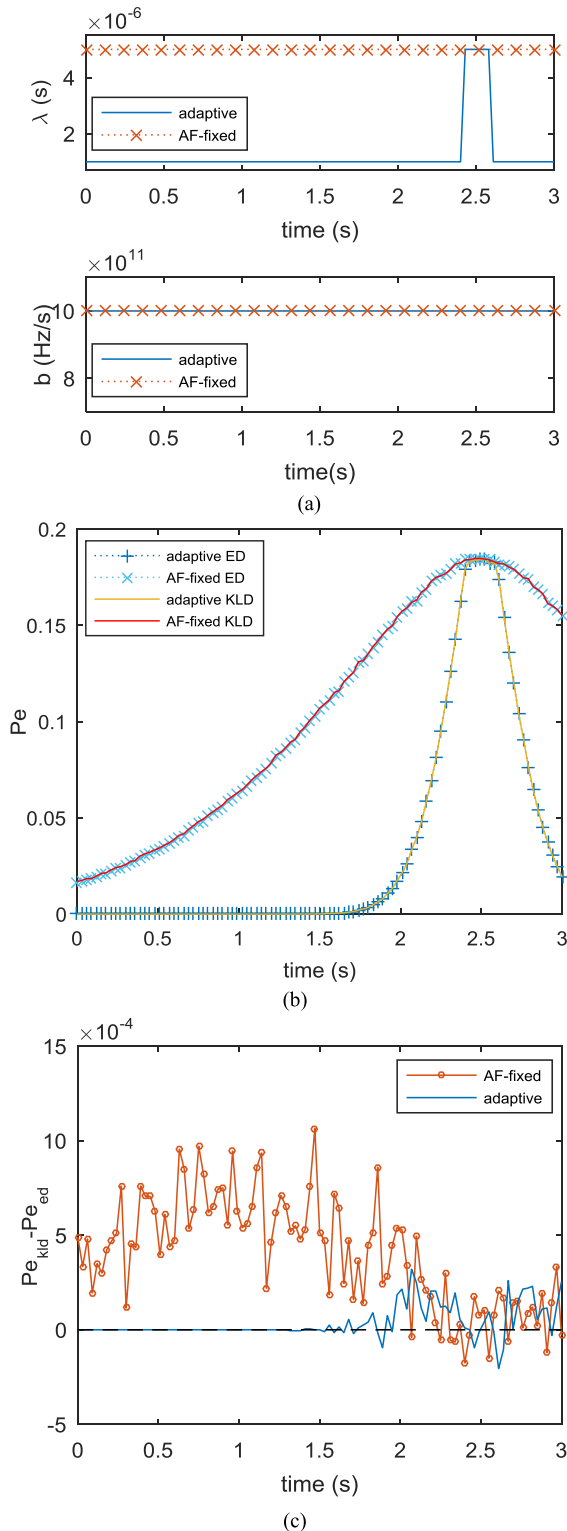 ×10⁻⁶
4
2
λ (s)
adaptive
AF-fixed
0 0.5 1 1.5 2 2.5 3
time (s)
×10¹¹
10
8
b (Hz/s)
adaptive
AF-fixed
0 0.5 1 1.5 2 2.5 3
time(s)
(a)
0.2
0.15
0.1
0.05
0
Pe
adaptive ED
AF-fixed ED
adaptive KLD
AF-fixed KLD
0 0.5 1 1.5 2 2.5 3
time (s)
(b)
×10⁻⁴
15
10
5
0
-5
Pe_kld-Pe_ed
AF-fixed
adaptive
0 0.5 1 1.5 2 2.5 3
time (s)
(c)